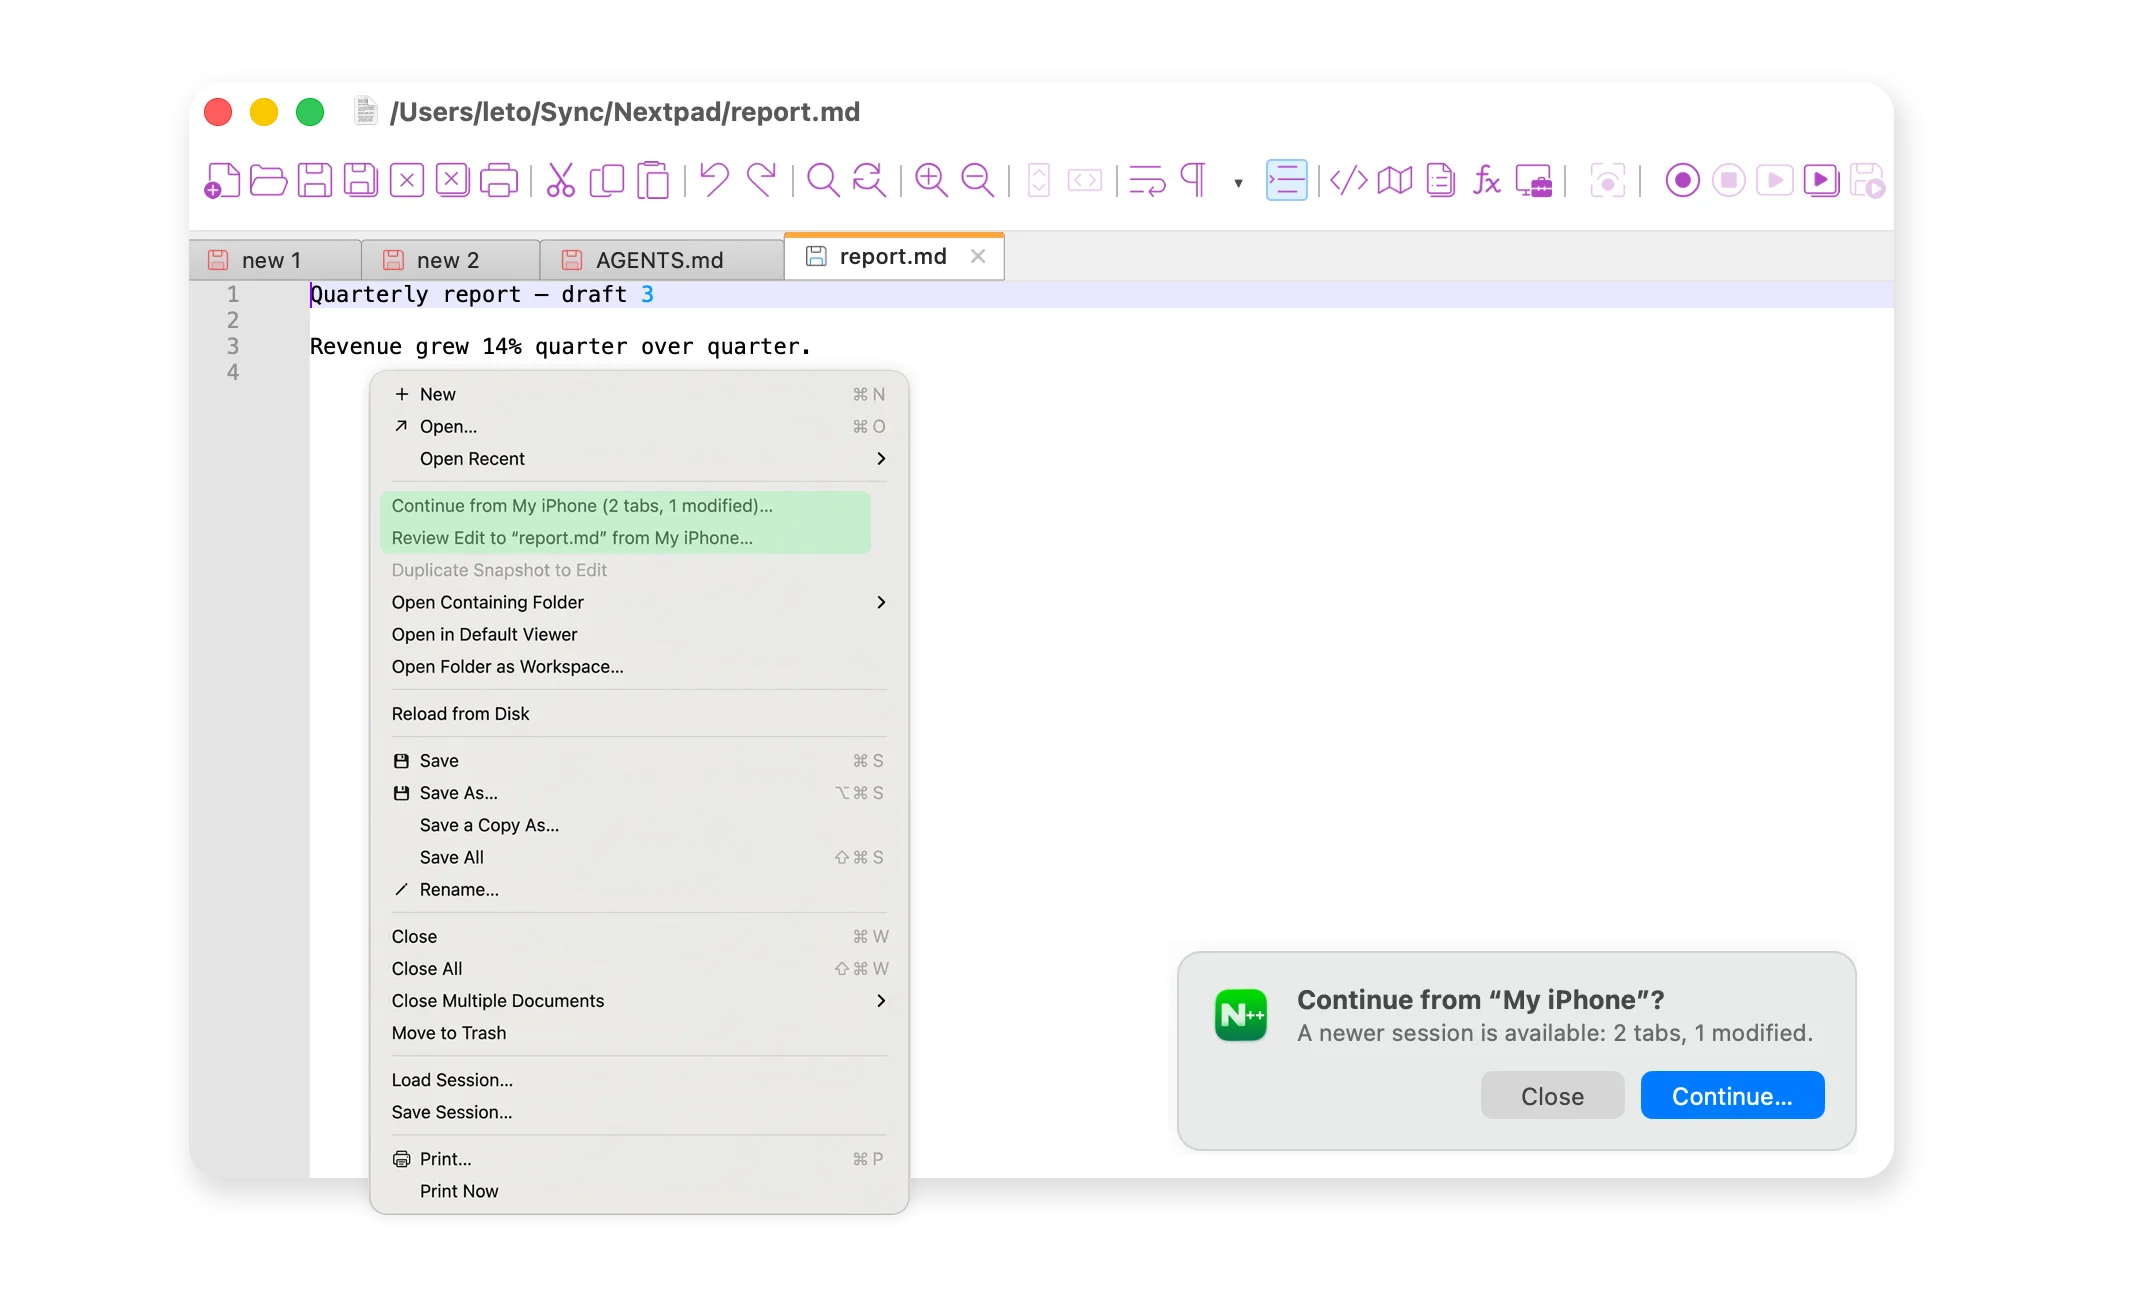 /Users/leto/Sync/Nextpad/report.md
new 1
new 2
AGENTS.md
report.md
1 Quarterly report – draft 3
2
3 Revenue grew 14% quarter over quarter.
4
New ⌘ N
Open... ⌘ O
Open Recent
Continue from My iPhone (2 tabs, 1 modified)...
Review Edit to “report.md” from My iPhone...
Duplicate Snapshot to Edit
Open Containing Folder
Open in Default Viewer
Open Folder as Workspace...
Reload from Disk
Save ⌘ S
Save As... ⌥⌘ S
Save a Copy As...
Save All ⇧⌘ S
Rename...
Close ⌘ W
Close All ⇧⌘ W
Close Multiple Documents
Move to Trash
Load Session...
Save Session...
Print... ⌘ P
Print Now
N++
Continue from “My iPhone”?
A newer session is available: 2 tabs, 1 modified.
Close
Continue...